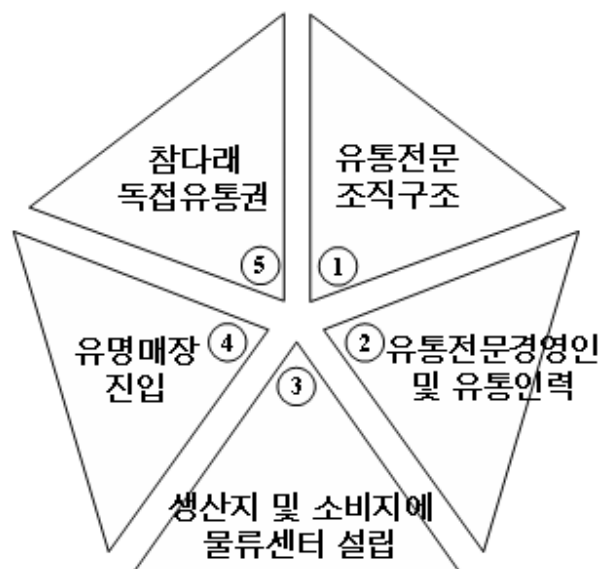 참다래
독접유통권
⑤
유통전문
조직구조
①
②
유통전문경영인
및 유통인력
③
생산지 및 소비지에
물류센터 설립
④
유명매장
진입